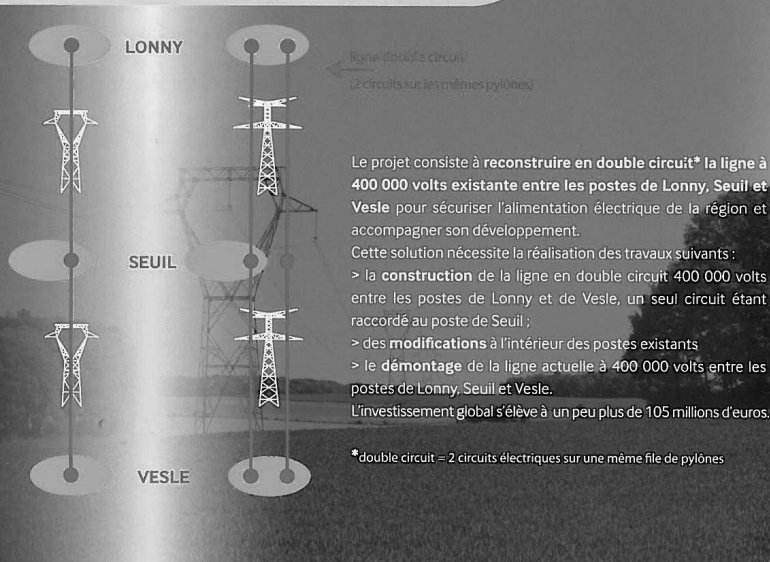 LONNY
ligne double circuit
(2 circuits sur les mêmes pylônes)
Le projet consiste à reconstruire en double circuit* la ligne à
400 000 volts existante entre les postes de Lonny, Seuil et
Vesle pour sécuriser l'alimentation électrique de la région et
accompagner son développement.
SEUIL
Cette solution nécessite la réalisation des travaux suivants :
> la construction de la ligne en double circuit 400 000 volts
entre les postes de Lonny et de Vesle, un seul circuit étant
raccordé au poste de Seuil ;
> des modifications à l'intérieur des postes existants
> le démontage de la ligne actuelle à 400 000 volts entre les
postes de Lonny, Seuil et Vesle.
L'investissement global s'élève à un peu plus de 105 millions d'euros.
*double circuit = 2 circuits électriques sur une même file de pylônes
VESLE